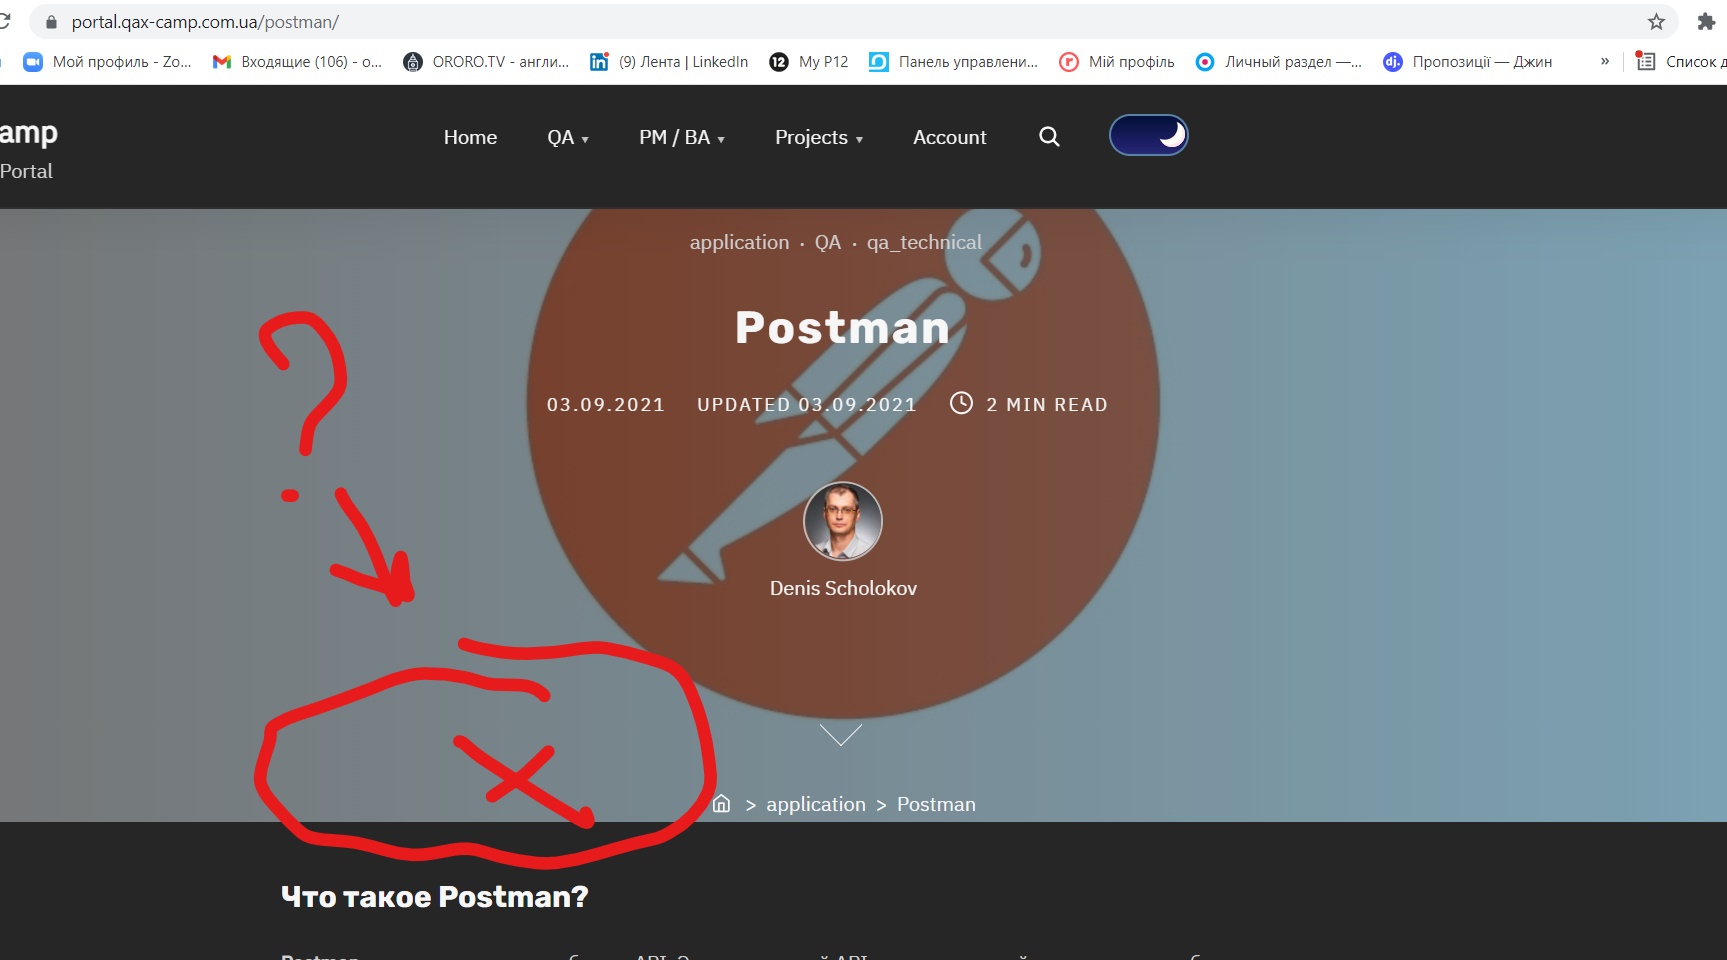 portal.qax-camp.com.ua/postman/
Мой профиль - Zo... Входящие (106) - o... ORORO.TV - англи... (9) Лента | LinkedIn 12 My P12 Панель управлени... Мій профіль Личный раздел —... dj. Пропозиції — Джин » Список д
amp
Home QA PM / BA Projects Account
Portal
application · QA · qa_technical
Postman
03.09.2021 UPDATED 03.09.2021 2 MIN READ
Denis Scholokov
?
> application > Postman
Что такое Postman?